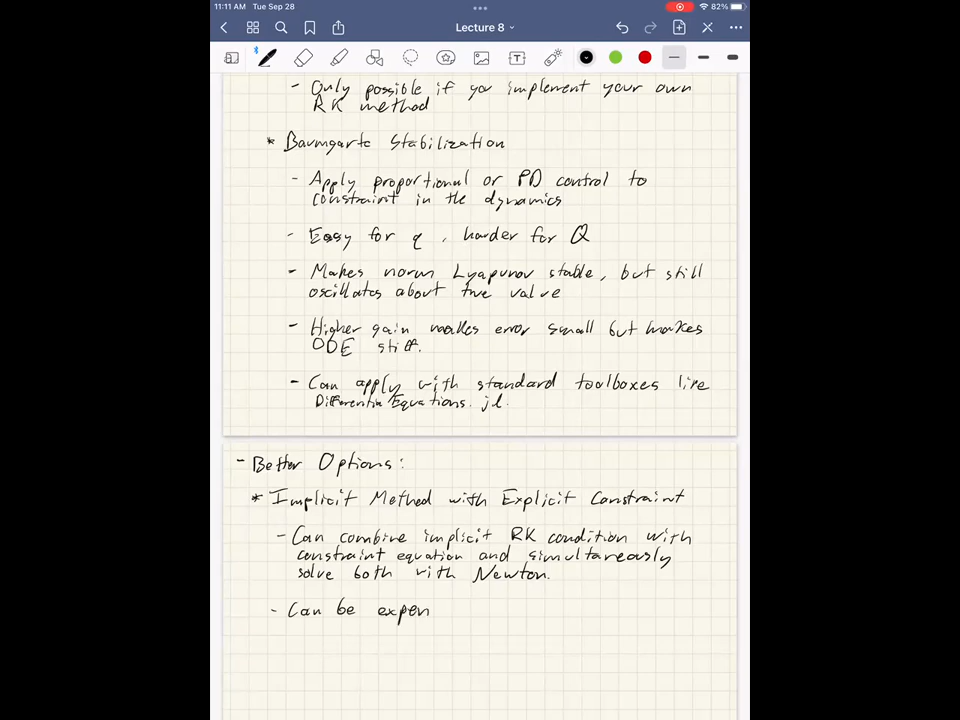 11:11 AM Tue Sep 28
82%
Lecture 8
- Only possible if you implement your own
RK method
* Baumgarte Stabilization
- Apply proportional or PD control to
constraint in the dynamics
- Easy for q, harder for Q
- Makes norm Lyapunov stable, but still
oscillates about true value
- Higher gain makes error small but makes
ODE stiff.
- Can apply with standard toolboxes like
Differential Equations.jl.
- Better Options:
* Implicit Method with Explicit Constraint
- Can combine implicit RK condition with
constraint equation and simultaneously
solve both with Newton.
- Can be expen